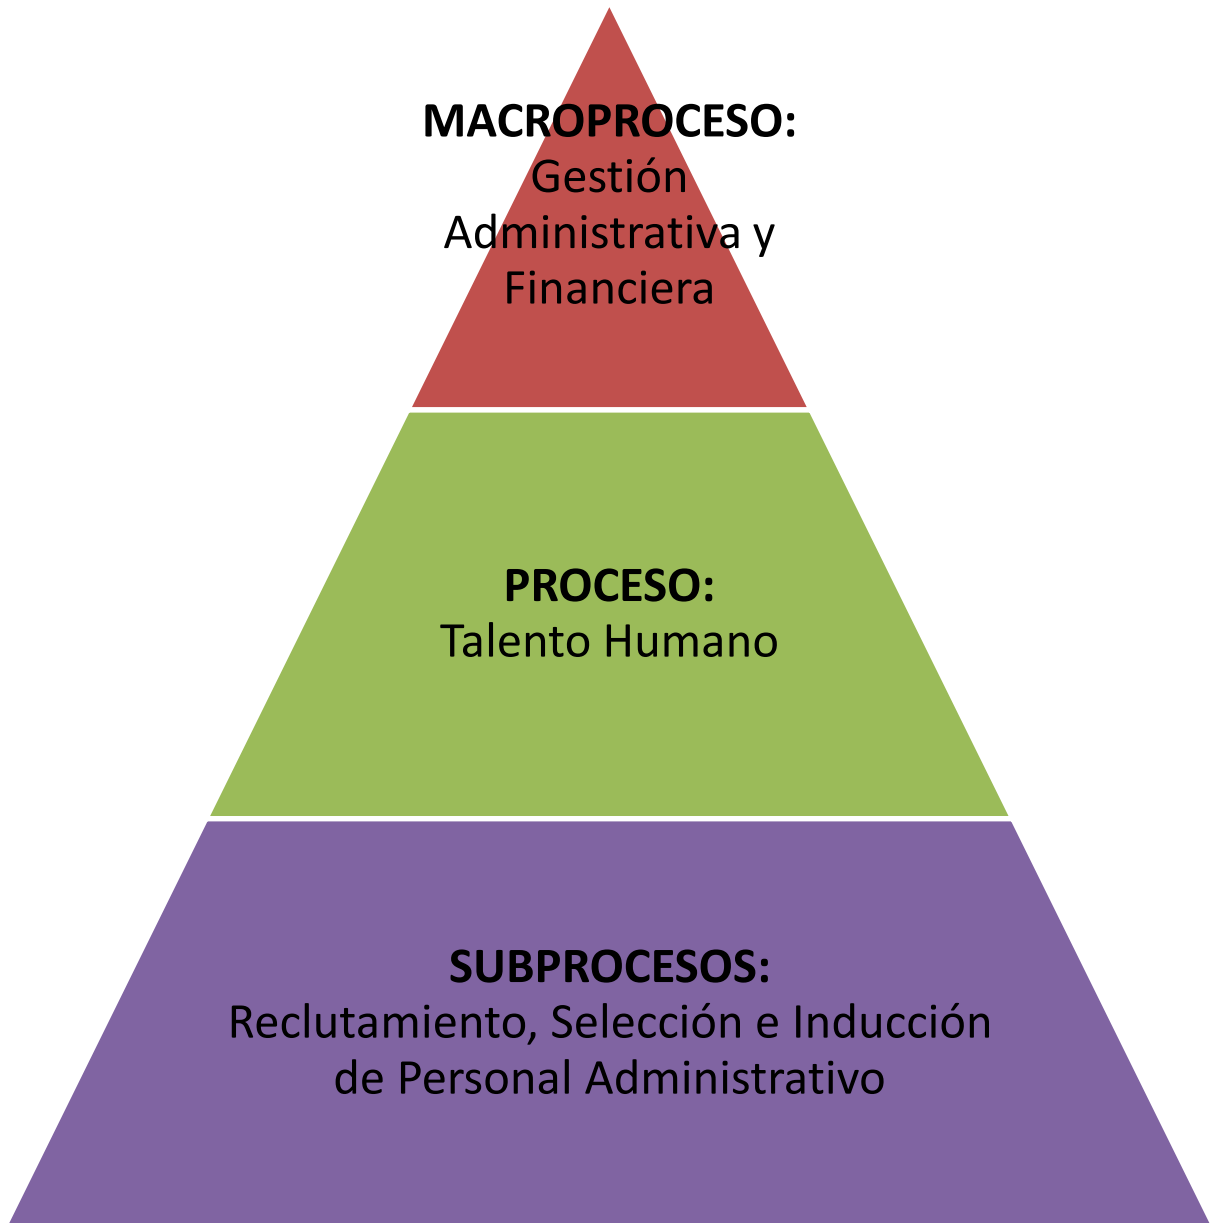 MACROPROCESO:
Gestión
Administrativa y
Financiera
PROCESO:
Talento Humano
SUBPROCESOS:
Reclutamiento, Selección e Inducción
de Personal Administrativo